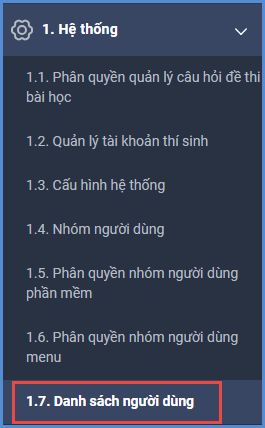 1. Hệ thống
1.1. Phân quyền quản lý câu hỏi đề thi
bài học
1.2. Quản lý tài khoản thí sinh
1.3. Cấu hình hệ thống
1.4. Nhóm người dùng
1.5. Phân quyền nhóm người dùng
phần mềm
1.6. Phân quyền nhóm người dùng
menu
1.7. Danh sách người dùng